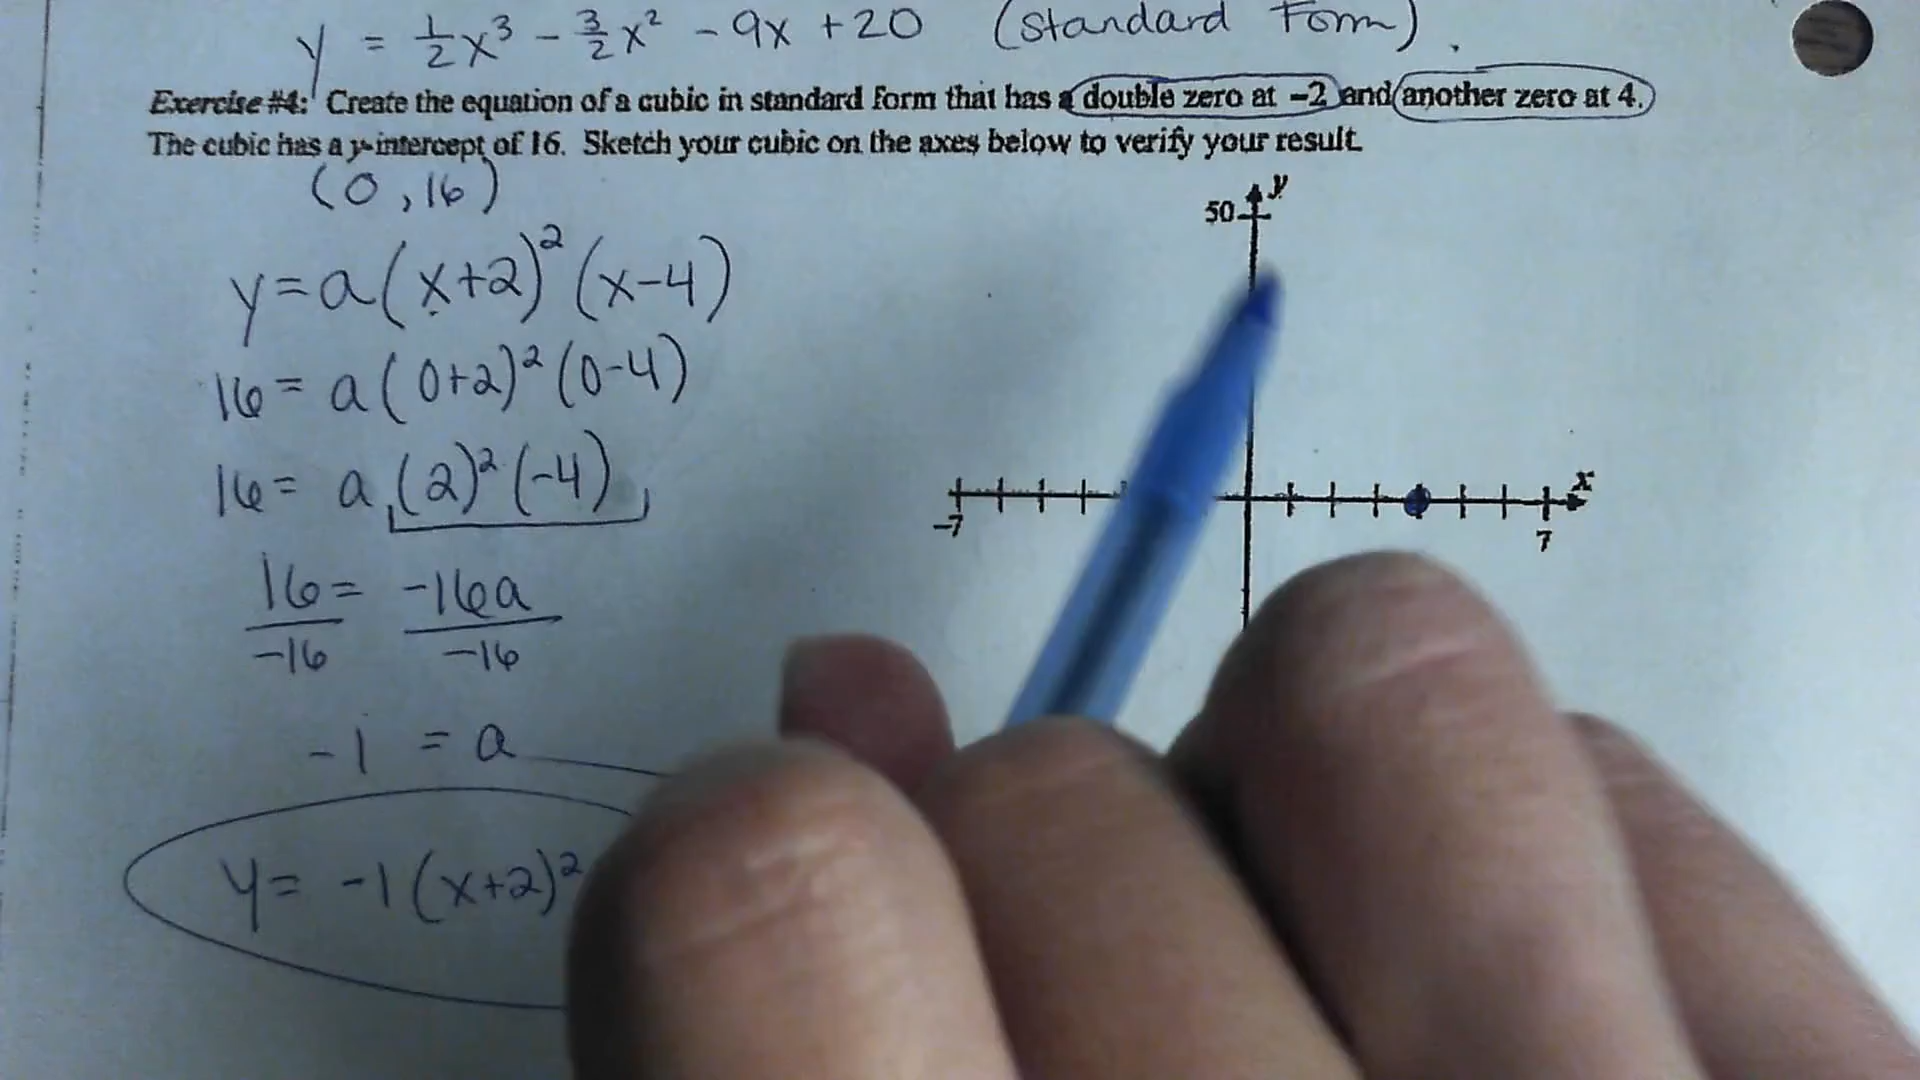 y = 1/2x³ - 3/2x² - 9x + 20 (standard Form).
Exercise #4: Create the equation of a cubic in standard form that has a double zero at -2 and another zero at 4.
The cubic has a y-intercept of 16. Sketch your cubic on the axes below to verify your result.
(0, 16)
y
50
y = a(x+2)²(x-4)
16 = a(0+2)²(0-4)
16 = a(2)²(-4)
x
-7
7
16 = -16a
-16 -16
-1 = a
y = -1(x+2)²